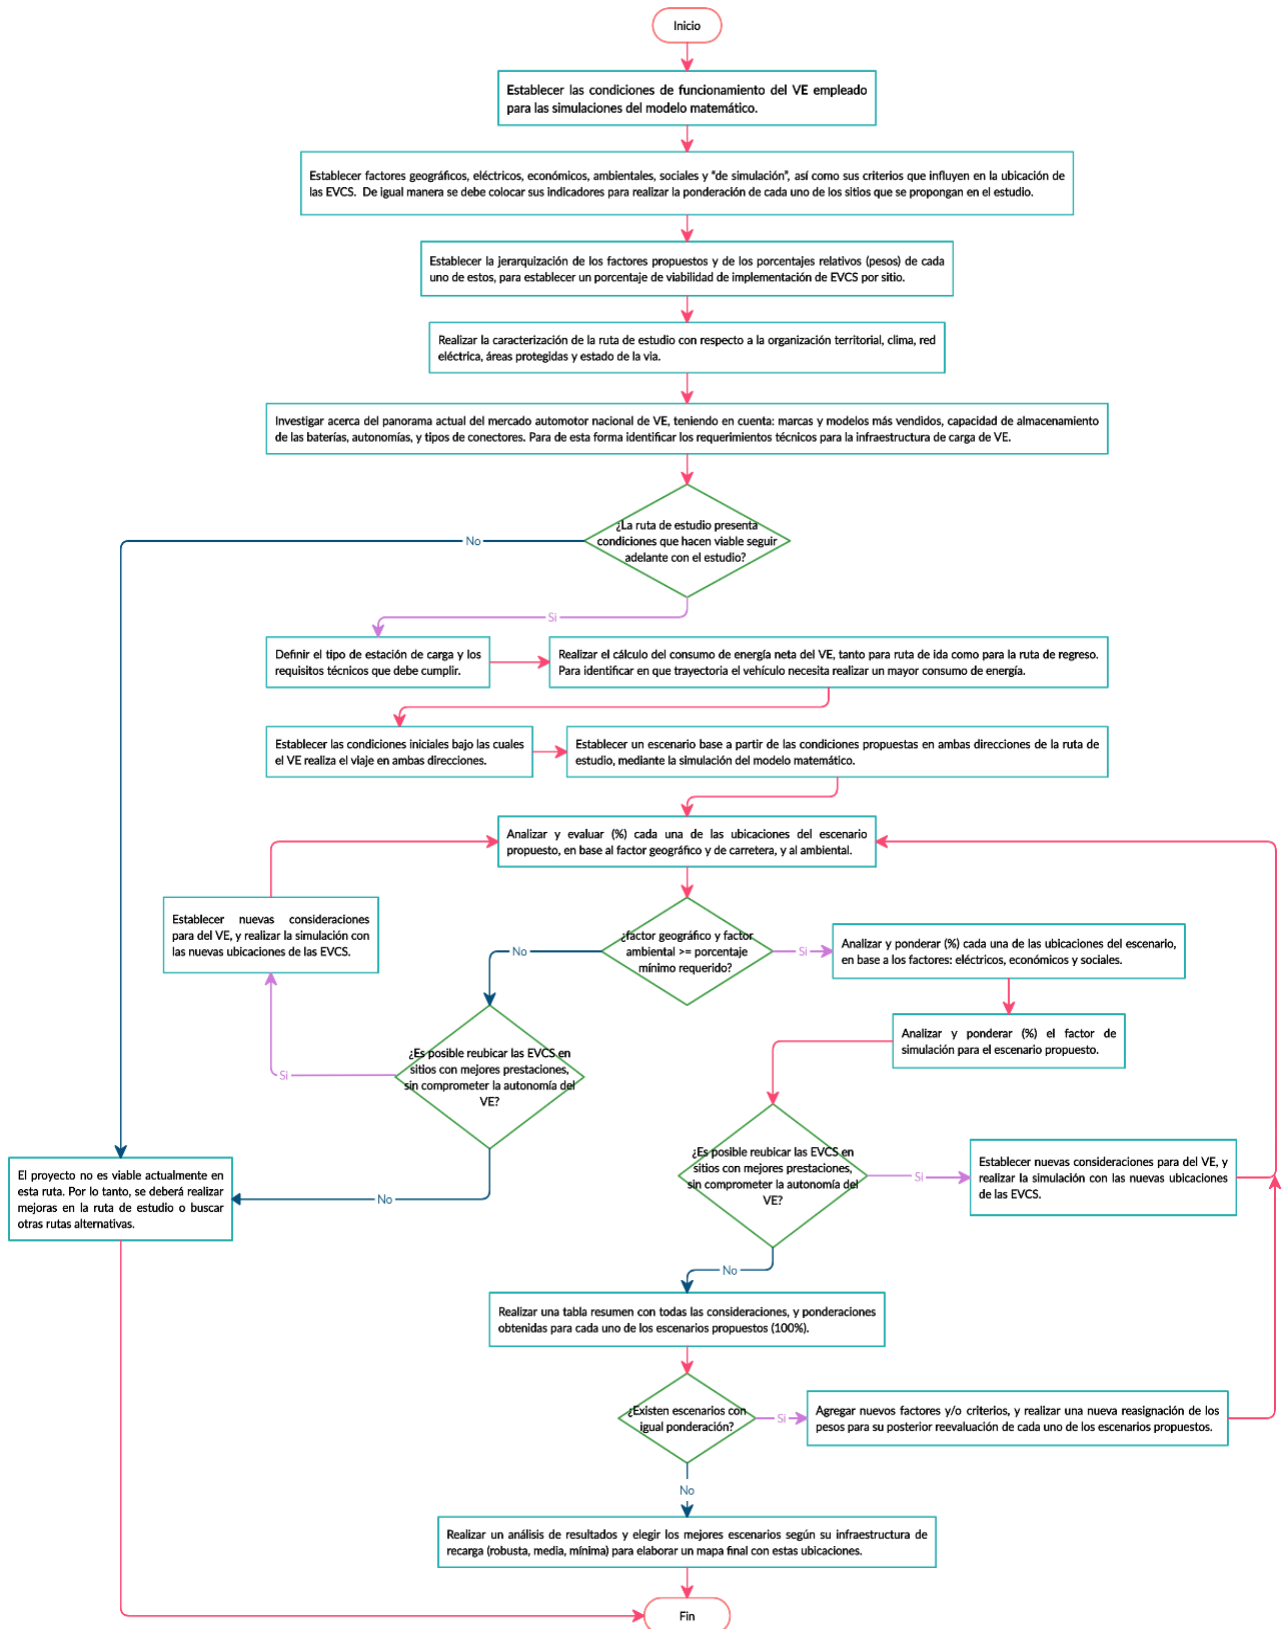 Inicio
Establecer las condiciones de funcionamiento del VE empleado
para las simulaciones del modelo matemático.
Establecer factores geográficos, eléctricos, económicos, ambientales, sociales y "de simulación", así como sus criterios que influyen en la ubicación de
las EVCS. De igual manera se debe colocar sus indicadores para realizar la ponderación de cada uno de los sitios que se propongan en el estudio.
Establecer la jerarquización de los factores propuestos y de los porcentajes relativos (pesos) de cada
uno de estos, para establecer un porcentaje de viabilidad de implementación de EVCS por sitio.
Realizar la caracterización de la ruta de estudio con respecto a la organización territorial, clima, red
eléctrica, áreas protegidas y estado de la via.
Investigar acerca del panorama actual del mercado automotor nacional de VE, teniendo en cuenta: marcas y modelos más vendidos, capacidad de almacenamiento
de las baterías, autonomías, y tipos de conectores. Para de esta forma identificar los requerimientos técnicos para la infraestructura de carga de VE.
¿La ruta de estudio presenta
condiciones que hacen viable seguir
adelante con el estudio?
No
Si
Definir el tipo de estación de carga y los
requisitos técnicos que debe cumplir.
Realizar el cálculo del consumo de energía neta del VE, tanto para ruta de ida como para la ruta de regreso.
Para identificar en que trayectoria el vehículo necesita realizar un mayor consumo de energía.
Establecer las condiciones iniciales bajo las cuales
el VE realiza el viaje en ambas direcciones.
Establecer un escenario base a partir de las condiciones propuestas en ambas direcciones de la ruta de
estudio, mediante la simulación del modelo matemático.
Analizar y evaluar (%) cada una de las ubicaciones del escenario
propuesto, en base al factor geográfico y de carretera, y al ambiental.
Establecer nuevas consideraciones
para del VE, y realizar la simulación con
las nuevas ubicaciones de las EVCS.
¿factor geográfico y factor
ambiental >= porcentaje
mínimo requerido?
No
Si
Analizar y ponderar (%) cada una de las ubicaciones del escenario,
en base a los factores: eléctricos, económicos y sociales.
Analizar y ponderar (%) el factor de
simulación para el escenario propuesto.
¿Es posible reubicar las EVCS en
sitios con mejores prestaciones,
sin comprometer la autonomía del
VE?
Si
No
¿Es posible reubicar las EVCS en
sitios con mejores prestaciones,
sin comprometer la autonomía del
VE?
Si
Establecer nuevas consideraciones para del VE, y
realizar la simulación con las nuevas ubicaciones
de las EVCS.
El proyecto no es viable actualmente en
esta ruta. Por lo tanto, se deberá realizar
mejoras en la ruta de estudio o buscar
otras rutas alternativas.
No
Realizar una tabla resumen con todas las consideraciones, y ponderaciones
obtenidas para cada uno de los escenarios propuestos (100%).
¿Existen escenarios con
igual ponderación?
Si
Agregar nuevos factores y/o criterios, y realizar una nueva reasignación de los
pesos para su posterior reevaluación de cada uno de los escenarios propuestos.
No
Realizar un análisis de resultados y elegir los mejores escenarios según su infraestructura de
recarga (robusta, media, mínima) para elaborar un mapa final con estas ubicaciones.
Fin